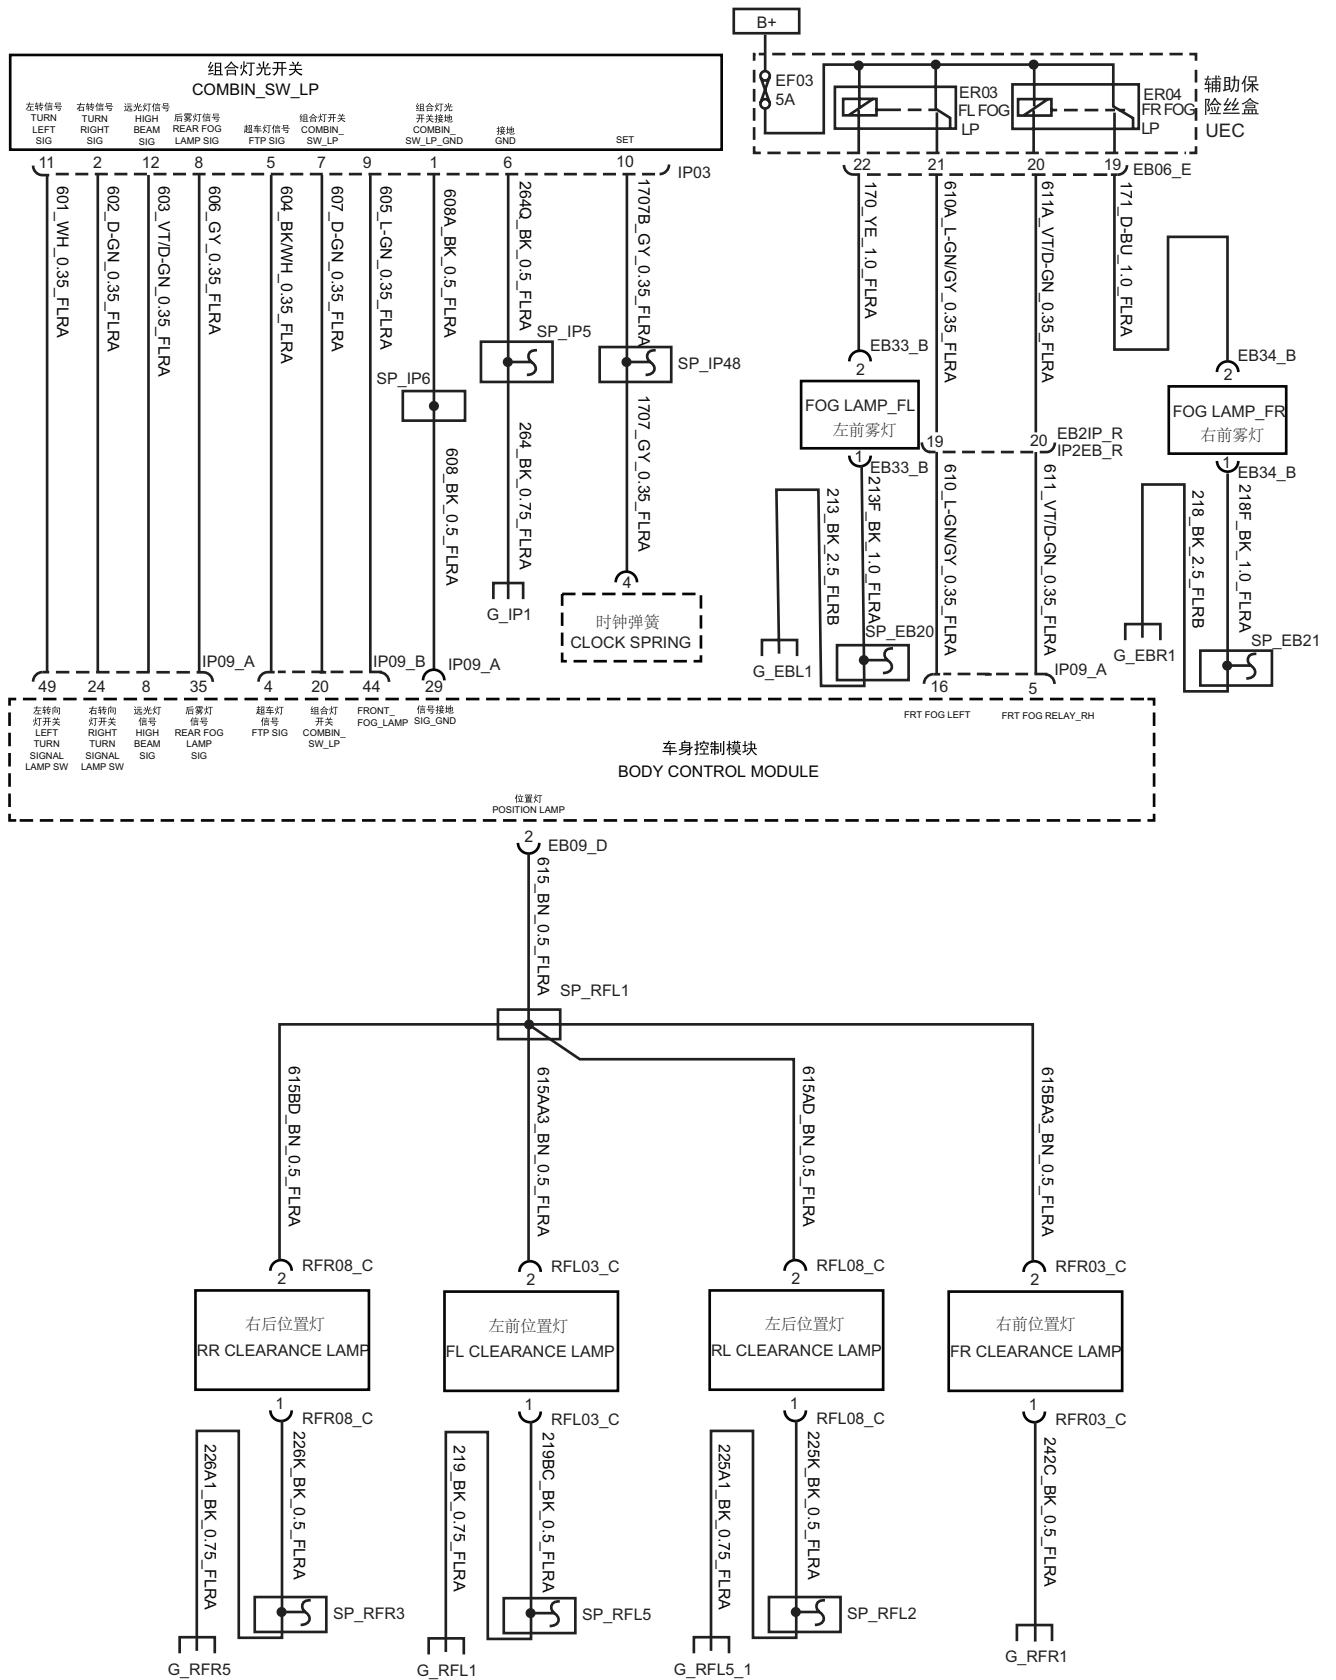 B+
EF03
5A
ER03
FL FOG
LP
ER04
FR FOG
LP
辅助保
险丝盒
UEC
组合灯光开关
COMBIN_SW_LP
左转信号
TURN
LEFT
SIG
右转信号
TURN
RIGHT
SIG
远光灯信号
HIGH
BEAM
SIG
后雾灯信号
REAR FOG
LAMP SIG
超车灯信号
FTP SIG
组合灯开关
COMBIN_
SW_LP
组合灯光
开关接地
COMBIN_
SW_LP_GND
接地
GND
SET
11
2
12
8
5
7
9
1
6
10
IP03
22
21
20
19
EB06_E
601_WH_0.35_FLRA
602_D-GN_0.35_FLRA
603_VT/D-GN_0.35_FLRA
606_GY_0.35_FLRA
604_BK/WH_0.35_FLRA
607_D-GN_0.35_FLRA
605_L-GN_0.35_FLRA
608A_BK_0.5_FLRA
264Q_BK_0.5_FLRA
1707B_GY_0.35_FLRA
170_YE_1.0_FLRA
610A_L-GN/GY_0.35_FLRA
611A_VT/D-GN_0.35_FLRA
171_D-BU_1.0_FLRA
SP_IP5
SP_IP48
SP_IP6
EB33_B
2
EB34_B
2
FOG LAMP_FL
左前雾灯
FOG LAMP_FR
右前雾灯
19
20
EB2IP_R
IP2EB_R
1
EB33_B
1
EB34_B
608_BK_0.5_FLRA
264_BK_0.75_FLRA
1707_GY_0.35_FLRA
213_BK_2.5_FLRB
213F_BK_1.0_FLRA
610_L-GN/GY_0.35_FLRA
611_VT/D-GN_0.35_FLRA
218_BK_2.5_FLRB
218F_BK_1.0_FLRA
G_IP1
4
时钟弹簧
CLOCK SPRING
G_EBL1
SP_EB20
G_EBR1
SP_EB21
IP09_A
IP09_B
IP09_A
IP09_A
49
24
8
35
4
20
44
29
16
5
左转向
灯开关
LEFT
TURN
SIGNAL
LAMP SW
右转向
灯开关
RIGHT
TURN
SIGNAL
LAMP SW
远光灯
信号
HIGH
BEAM
SIG
后雾灯
信号
REAR FOG
LAMP
SIG
超车灯
信号
FTP SIG
组合灯
开关
COMBIN_
SW_LP
FRONT_
FOG_LAMP
信号接地
SIG_GND
FRT FOG LEFT
FRT FOG RELAY_RH
车身控制模块
BODY CONTROL MODULE
位置灯
POSITION LAMP
2
EB09_D
615_BN_0.5_FLRA
SP_RFL1
615BD_BN_0.5_FLRA
615AA3_BN_0.5_FLRA
615AD_BN_0.5_FLRA
615BA3_BN_0.5_FLRA
RFR08_C
2
RFL03_C
2
RFL08_C
2
RFR03_C
2
右后位置灯
RR CLEARANCE LAMP
左前位置灯
FL CLEARANCE LAMP
左后位置灯
RL CLEARANCE LAMP
右前位置灯
FR CLEARANCE LAMP
1
RFR08_C
1
RFL03_C
1
RFL08_C
1
RFR03_C
226A1_BK_0.75_FLRA
226K_BK_0.5_FLRA
219_BK_0.75_FLRA
219BC_BK_0.5_FLRA
225A1_BK_0.75_FLRA
225K_BK_0.5_FLRA
242C_BK_0.5_FLRA
SP_RFR3
SP_RFL5
SP_RFL2
G_RFR5
G_RFL1
G_RFL5_1
G_RFR1